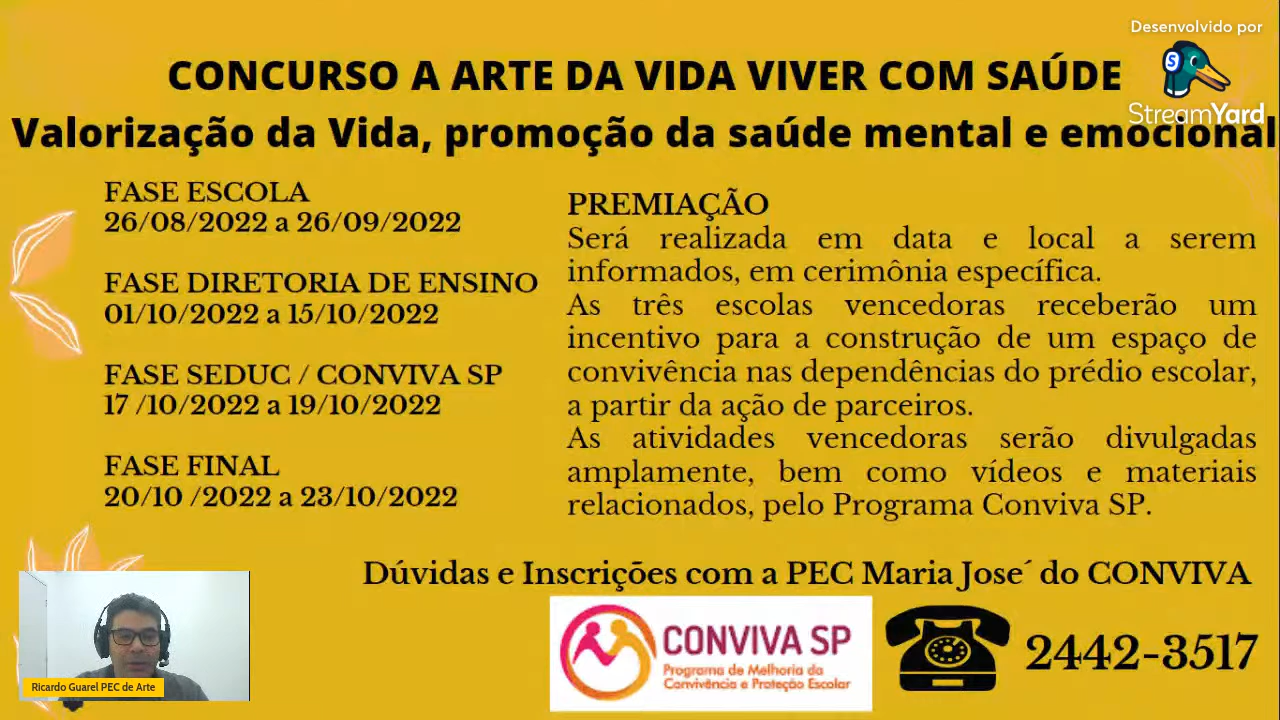 Desenvolvido por
StreamYard
CONCURSO A ARTE DA VIDA VIVER COM SAÚDE
Valorização da Vida, promoção da saúde mental e emocional
FASE ESCOLA
26/08/2022 a 26/09/2022
FASE DIRETORIA DE ENSINO
01/10/2022 a 15/10/2022
FASE SEDUC / CONVIVA SP
17 /10/2022 a 19/10/2022
FASE FINAL
20/10 /2022 a 23/10/2022
PREMIAÇÃO
Será realizada em data e local a serem
informados, em cerimônia específica.
As três escolas vencedoras receberão um
incentivo para a construção de um espaço de
convivência nas dependências do prédio escolar,
a partir da ação de parceiros.
As atividades vencedoras serão divulgadas
amplamente, bem como vídeos e materiais
relacionados, pelo Programa Conviva SP.
Dúvidas e Inscrições com a PEC Maria Jose´ do CONVIVA
CONVIVA SP
Programa de Melhoria da
Convivência e Proteção Escolar
2442-3517
Ricardo Guarel PEC de Arte